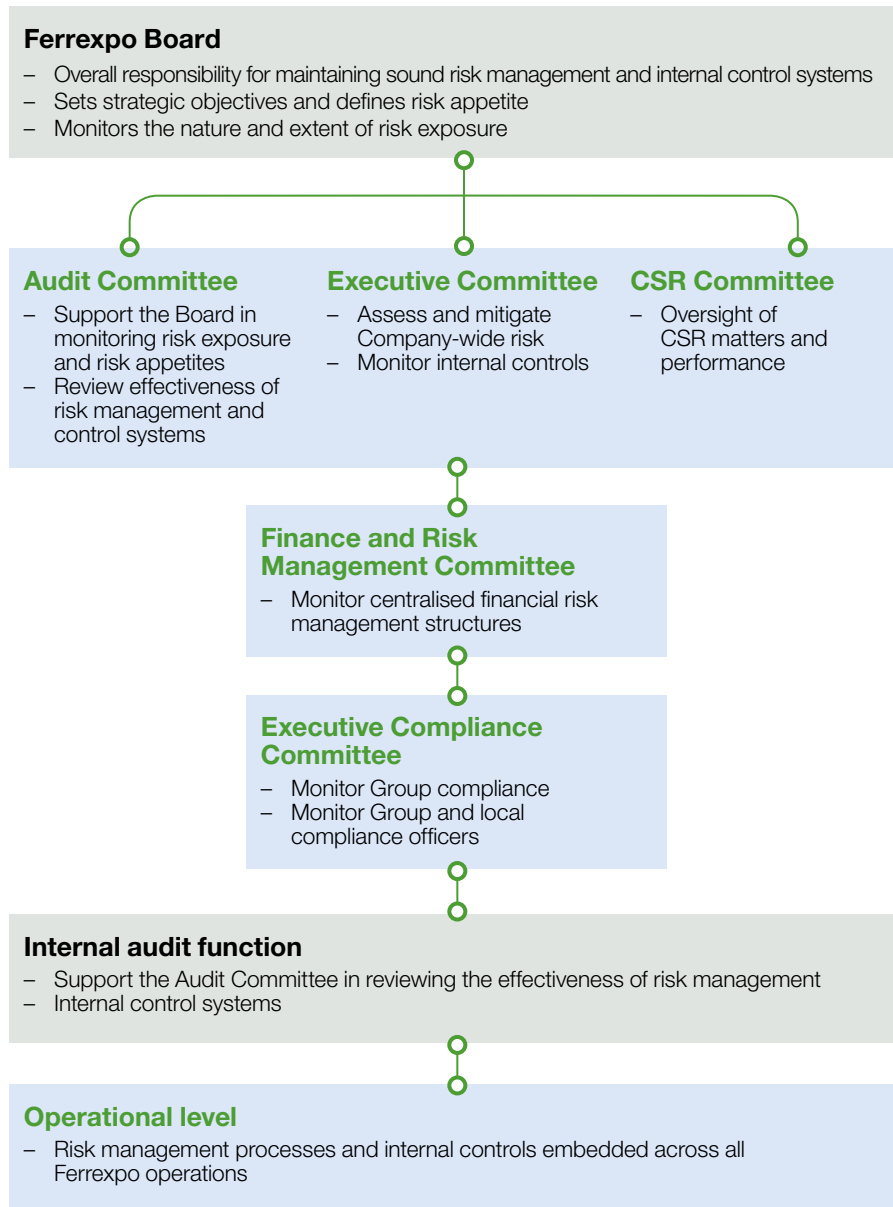 Ferrexpo Board
– Overall responsibility for maintaining sound risk management and internal control systems
– Sets strategic objectives and defines risk appetite
– Monitors the nature and extent of risk exposure
Audit Committee
– Support the Board in
monitoring risk exposure
and risk appetites
– Review effectiveness of
risk management and
control systems
Executive Committee
– Assess and mitigate
Company-wide risk
– Monitor internal controls
CSR Committee
– Oversight of
CSR matters and
performance
Finance and Risk
Management Committee
– Monitor centralised financial risk
management structures
Executive Compliance
Committee
– Monitor Group compliance
– Monitor Group and local
compliance officers
Internal audit function
– Support the Audit Committee in reviewing the effectiveness of risk management
– Internal control systems
Operational level
– Risk management processes and internal controls embedded across all
Ferrexpo operations